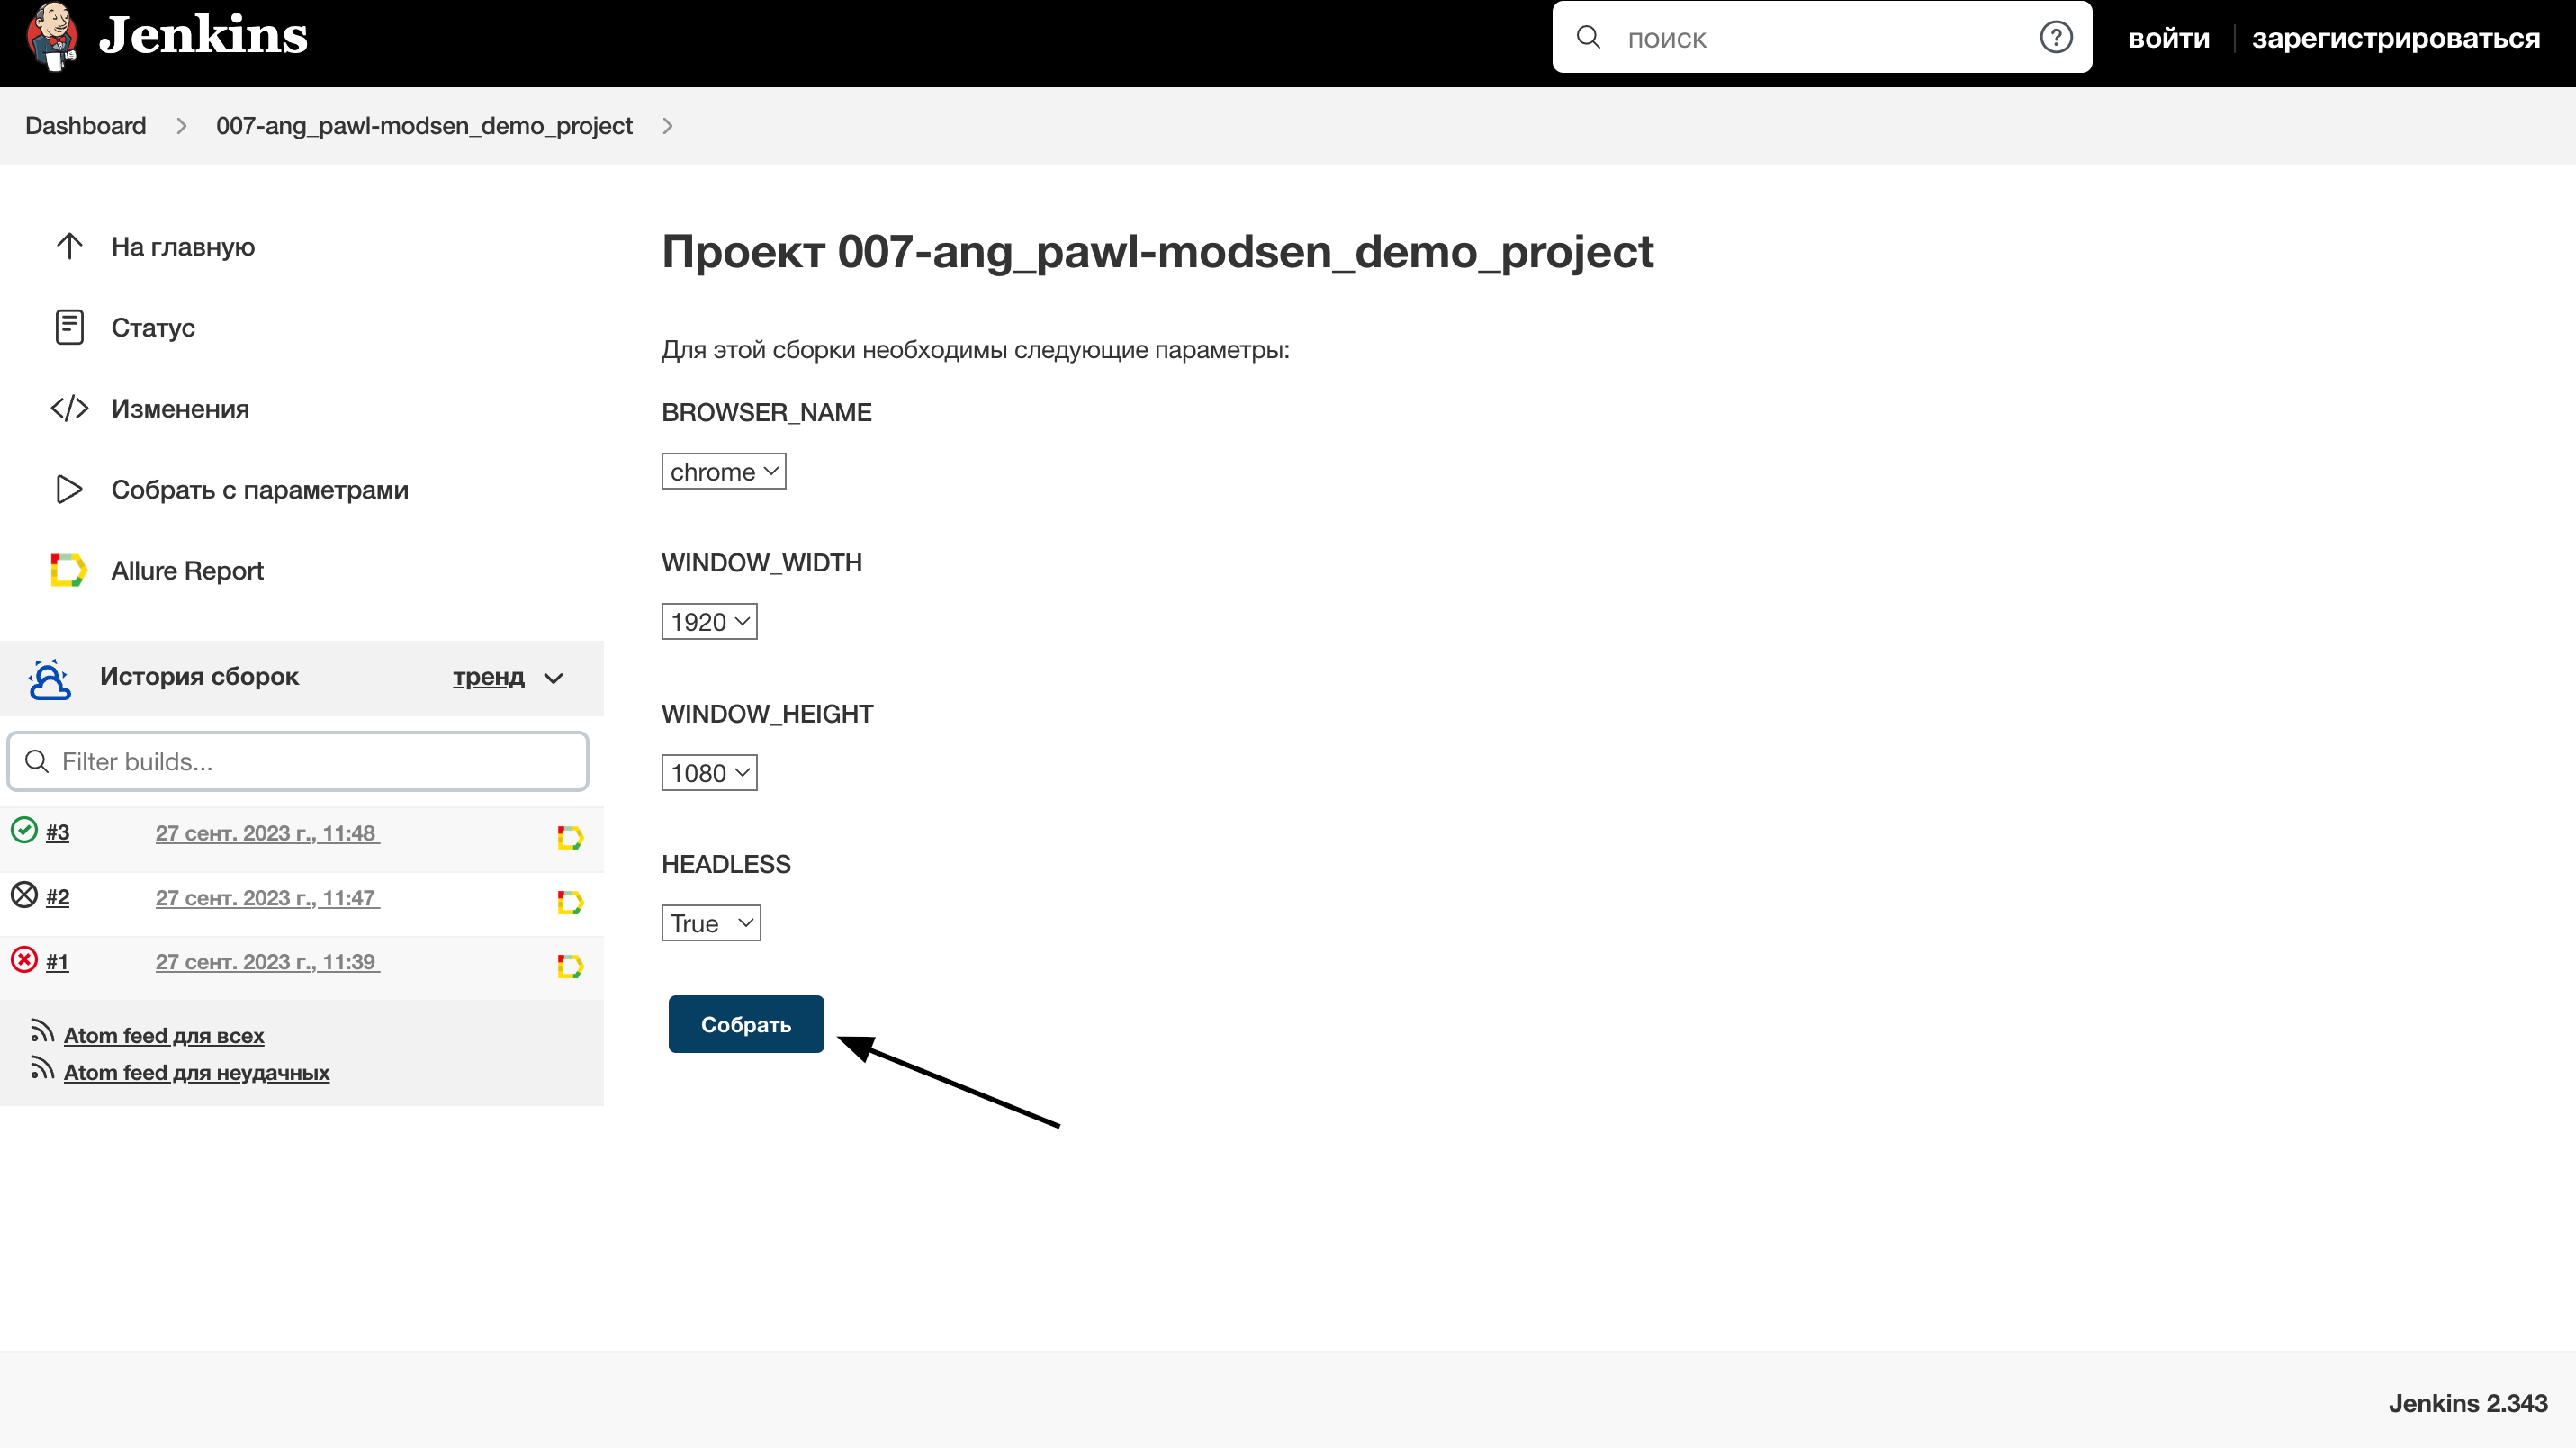 Jenkins
поиск
войти
зарегистрироваться
Dashboard
007-ang_pawl-modsen_demo_project
На главную
Статус
Изменения
Собрать с параметрами
Allure Report
История сборок
тренд
Filter builds...
#3 27 сент. 2023 г., 11:48
#2 27 сент. 2023 г., 11:47
#1 27 сент. 2023 г., 11:39
Atom feed для всех
Atom feed для неудачных
Проект 007-ang_pawl-modsen_demo_project
Для этой сборки необходимы следующие параметры:
BROWSER_NAME
chrome
WINDOW_WIDTH
1920
WINDOW_HEIGHT
1080
HEADLESS
True
Собрать
Jenkins 2.343